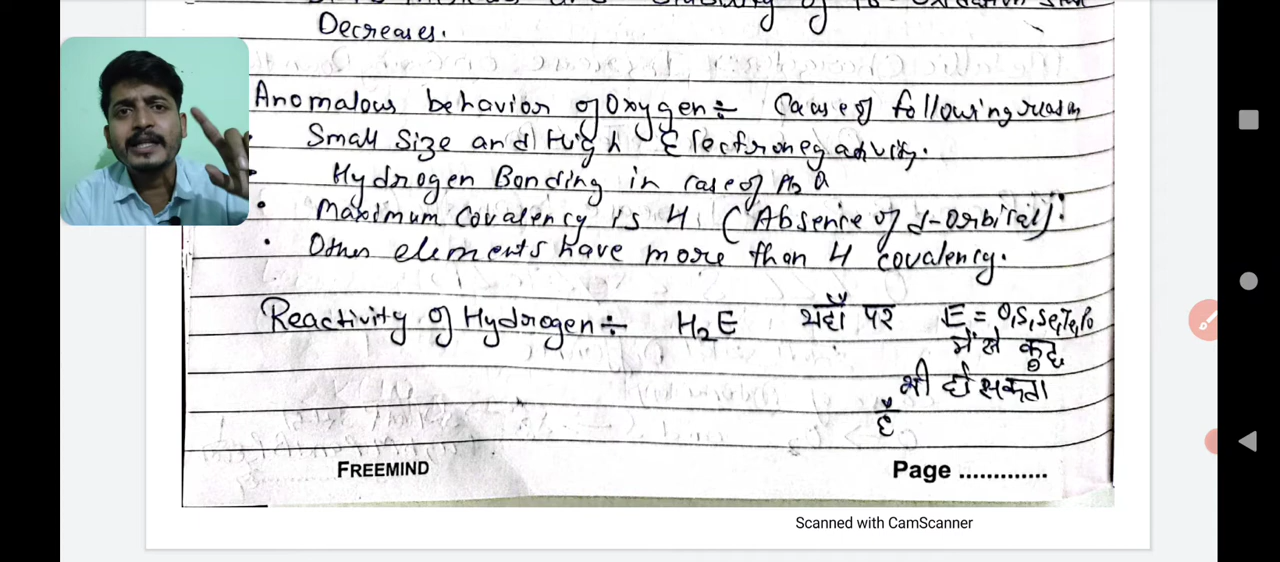 Decreases.
Anomalous behavior of Oxygen ÷ Cause of following reason
Small Size and High Electronegativity.
• Hydrogen Bonding in case of H₂O
• Maximum covalency is 4 (Absence of d-orbital).
• Other elements have more than 4 covalency.
Reactivity of Hydrogen ÷ H₂E यहाँ पर E = O, S, Se, Te, Po
में से कुछ
भी हो सकता
है
FREEMIND Page .............
Scanned with CamScanner